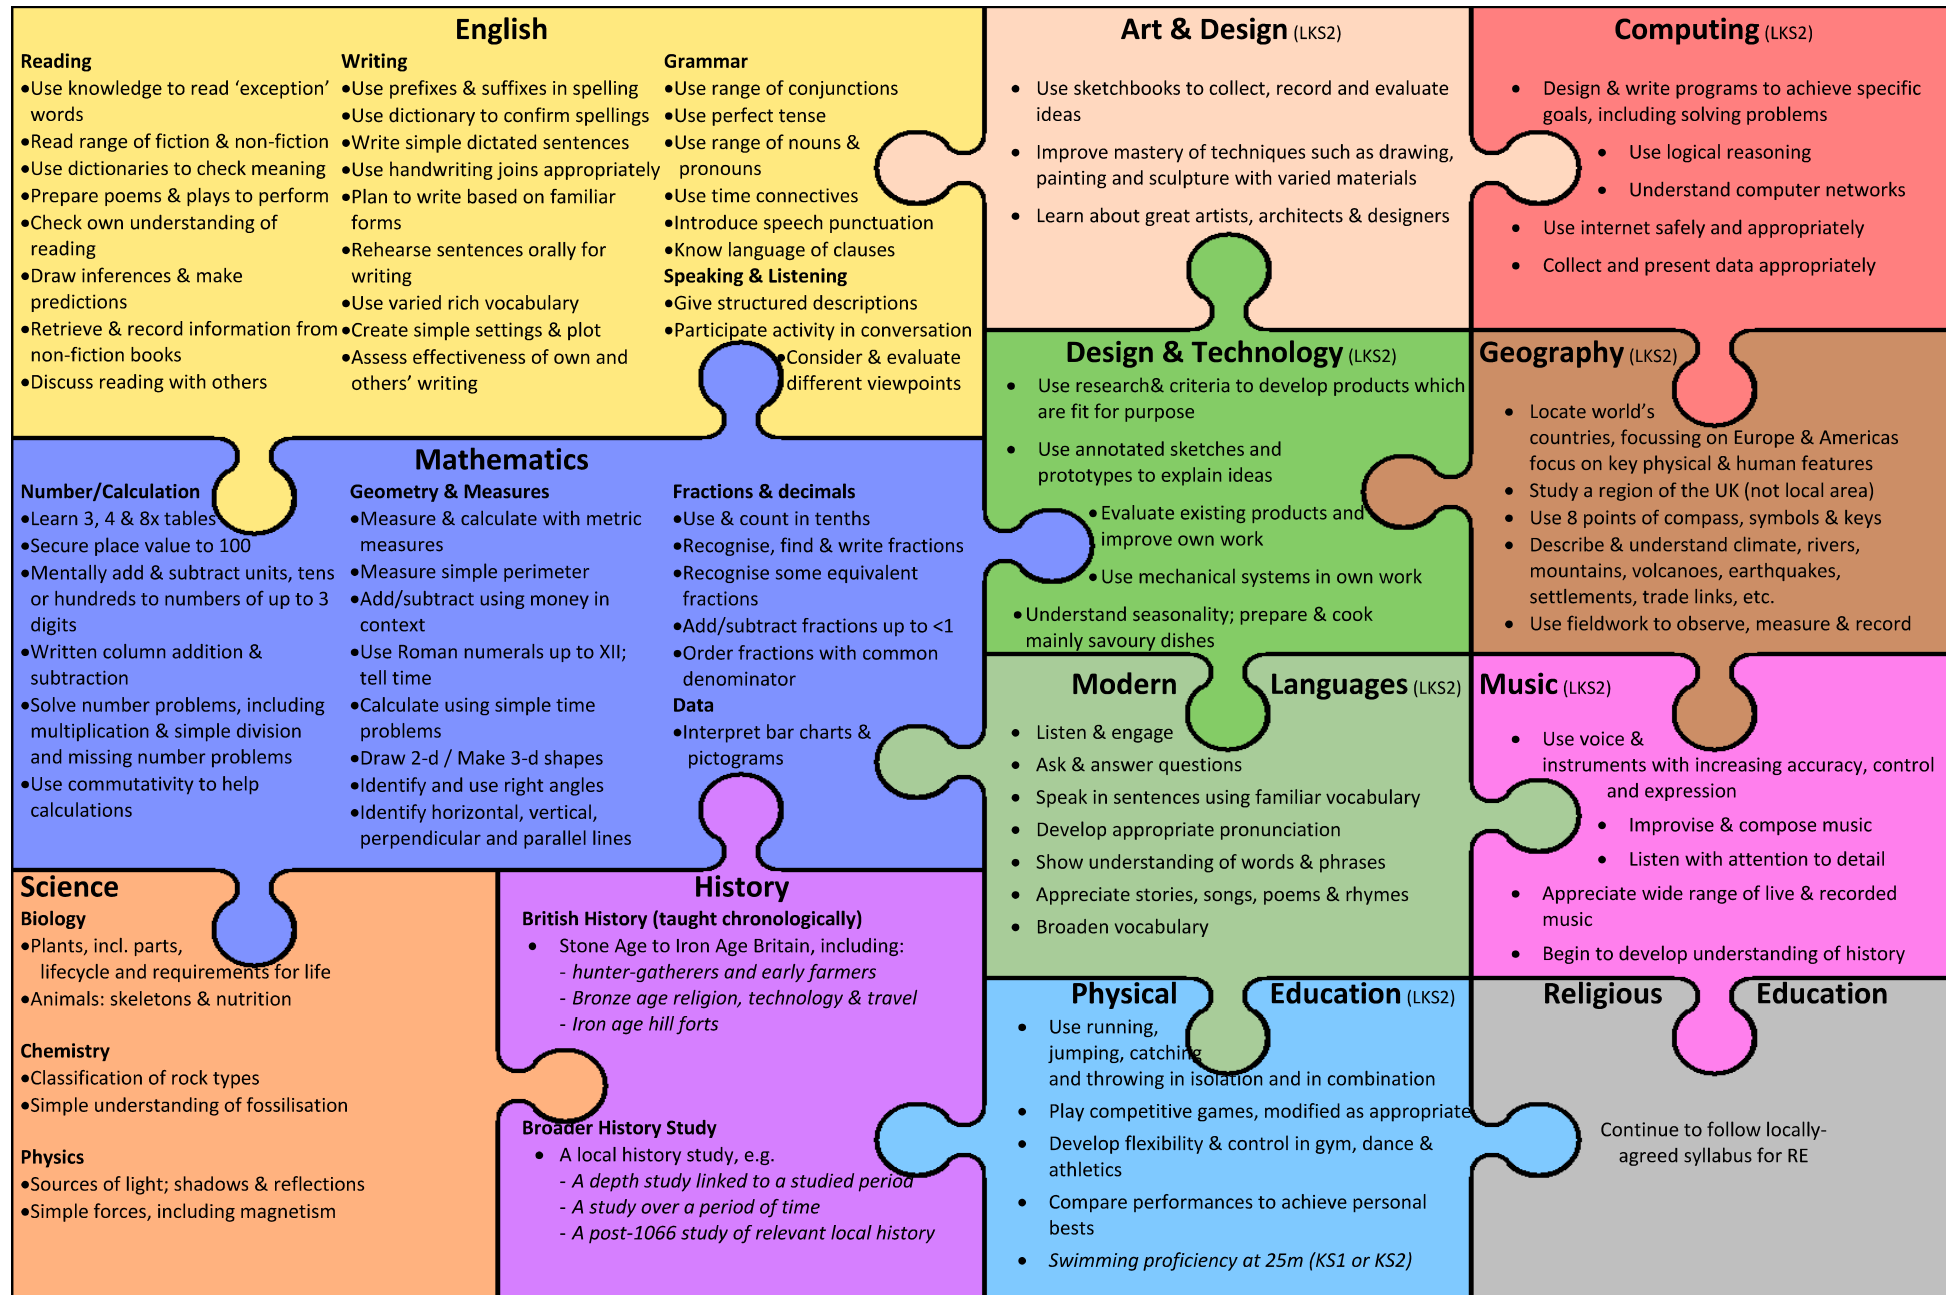 English
Reading
•Use knowledge to read ‘exception’
words
•Read range of fiction & non-fiction
•Use dictionaries to check meaning
•Prepare poems & plays to perform
•Check own understanding of
reading
•Draw inferences & make
predictions
•Retrieve & record information from
non-fiction books
•Discuss reading with others
Writing
•Use prefixes & suffixes in spelling
•Use dictionary to confirm spellings
•Write simple dictated sentences
•Use handwriting joins appropriately
•Plan to write based on familiar
forms
•Rehearse sentences orally for
writing
•Use varied rich vocabulary
•Create simple settings & plot
•Assess effectiveness of own and
others’ writing
Grammar
•Use range of conjunctions
•Use perfect tense
•Use range of nouns &
pronouns
•Use time connectives
•Introduce speech punctuation
•Know language of clauses
Speaking & Listening
•Give structured descriptions
•Participate activity in conversation
•Consider & evaluate
different viewpoints
Art & Design (LKS2)
• Use sketchbooks to collect, record and evaluate
ideas
• Improve mastery of techniques such as drawing,
painting and sculpture with varied materials
• Learn about great artists, architects & designers
Computing (LKS2)
• Design & write programs to achieve specific
goals, including solving problems
• Use logical reasoning
• Understand computer networks
• Use internet safely and appropriately
• Collect and present data appropriately
Design & Technology (LKS2)
• Use research& criteria to develop products which
are fit for purpose
• Use annotated sketches and
prototypes to explain ideas
•Evaluate existing products and
improve own work
•Use mechanical systems in own work
•Understand seasonality; prepare & cook
mainly savoury dishes
Geography (LKS2)
• Locate world’s
countries, focussing on Europe & Americas
focus on key physical & human features
• Study a region of the UK (not local area)
• Use 8 points of compass, symbols & keys
• Describe & understand climate, rivers,
mountains, volcanoes, earthquakes,
settlements, trade links, etc.
• Use fieldwork to observe, measure & record
Mathematics
Number/Calculation
•Learn 3, 4 & 8x tables
•Secure place value to 100
•Mentally add & subtract units, tens
or hundreds to numbers of up to 3
digits
•Written column addition &
subtraction
•Solve number problems, including
multiplication & simple division
and missing number problems
•Use commutativity to help
calculations
Geometry & Measures
•Measure & calculate with metric
measures
•Measure simple perimeter
•Add/subtract using money in
context
•Use Roman numerals up to XII;
tell time
•Calculate using simple time
problems
•Draw 2-d / Make 3-d shapes
•Identify and use right angles
•Identify horizontal, vertical,
perpendicular and parallel lines
Fractions & decimals
•Use & count in tenths
•Recognise, find & write fractions
•Recognise some equivalent
fractions
•Add/subtract fractions up to <1
•Order fractions with common
denominator
Data
•Interpret bar charts &
pictograms
Modern Languages (LKS2)
• Listen & engage
• Ask & answer questions
• Speak in sentences using familiar vocabulary
• Develop appropriate pronunciation
• Show understanding of words & phrases
• Appreciate stories, songs, poems & rhymes
• Broaden vocabulary
Music (LKS2)
• Use voice &
instruments with increasing accuracy, control
and expression
• Improvise & compose music
• Listen with attention to detail
• Appreciate wide range of live & recorded
music
• Begin to develop understanding of history
Science
Biology
•Plants, incl. parts,
lifecycle and requirements for life
•Animals: skeletons & nutrition
Chemistry
•Classification of rock types
•Simple understanding of fossilisation
Physics
•Sources of light; shadows & reflections
•Simple forces, including magnetism
History
British History (taught chronologically)
• Stone Age to Iron Age Britain, including:
- hunter-gatherers and early farmers
- Bronze age religion, technology & travel
- Iron age hill forts
Broader History Study
• A local history study, e.g.
- A depth study linked to a studied period
- A study over a period of time
- A post-1066 study of relevant local history
Physical Education (LKS2)
• Use running,
jumping, catching
and throwing in isolation and in combination
• Play competitive games, modified as appropriate
• Develop flexibility & control in gym, dance &
athletics
• Compare performances to achieve personal
bests
• Swimming proficiency at 25m (KS1 or KS2)
Religious Education
Continue to follow locally-
agreed syllabus for RE